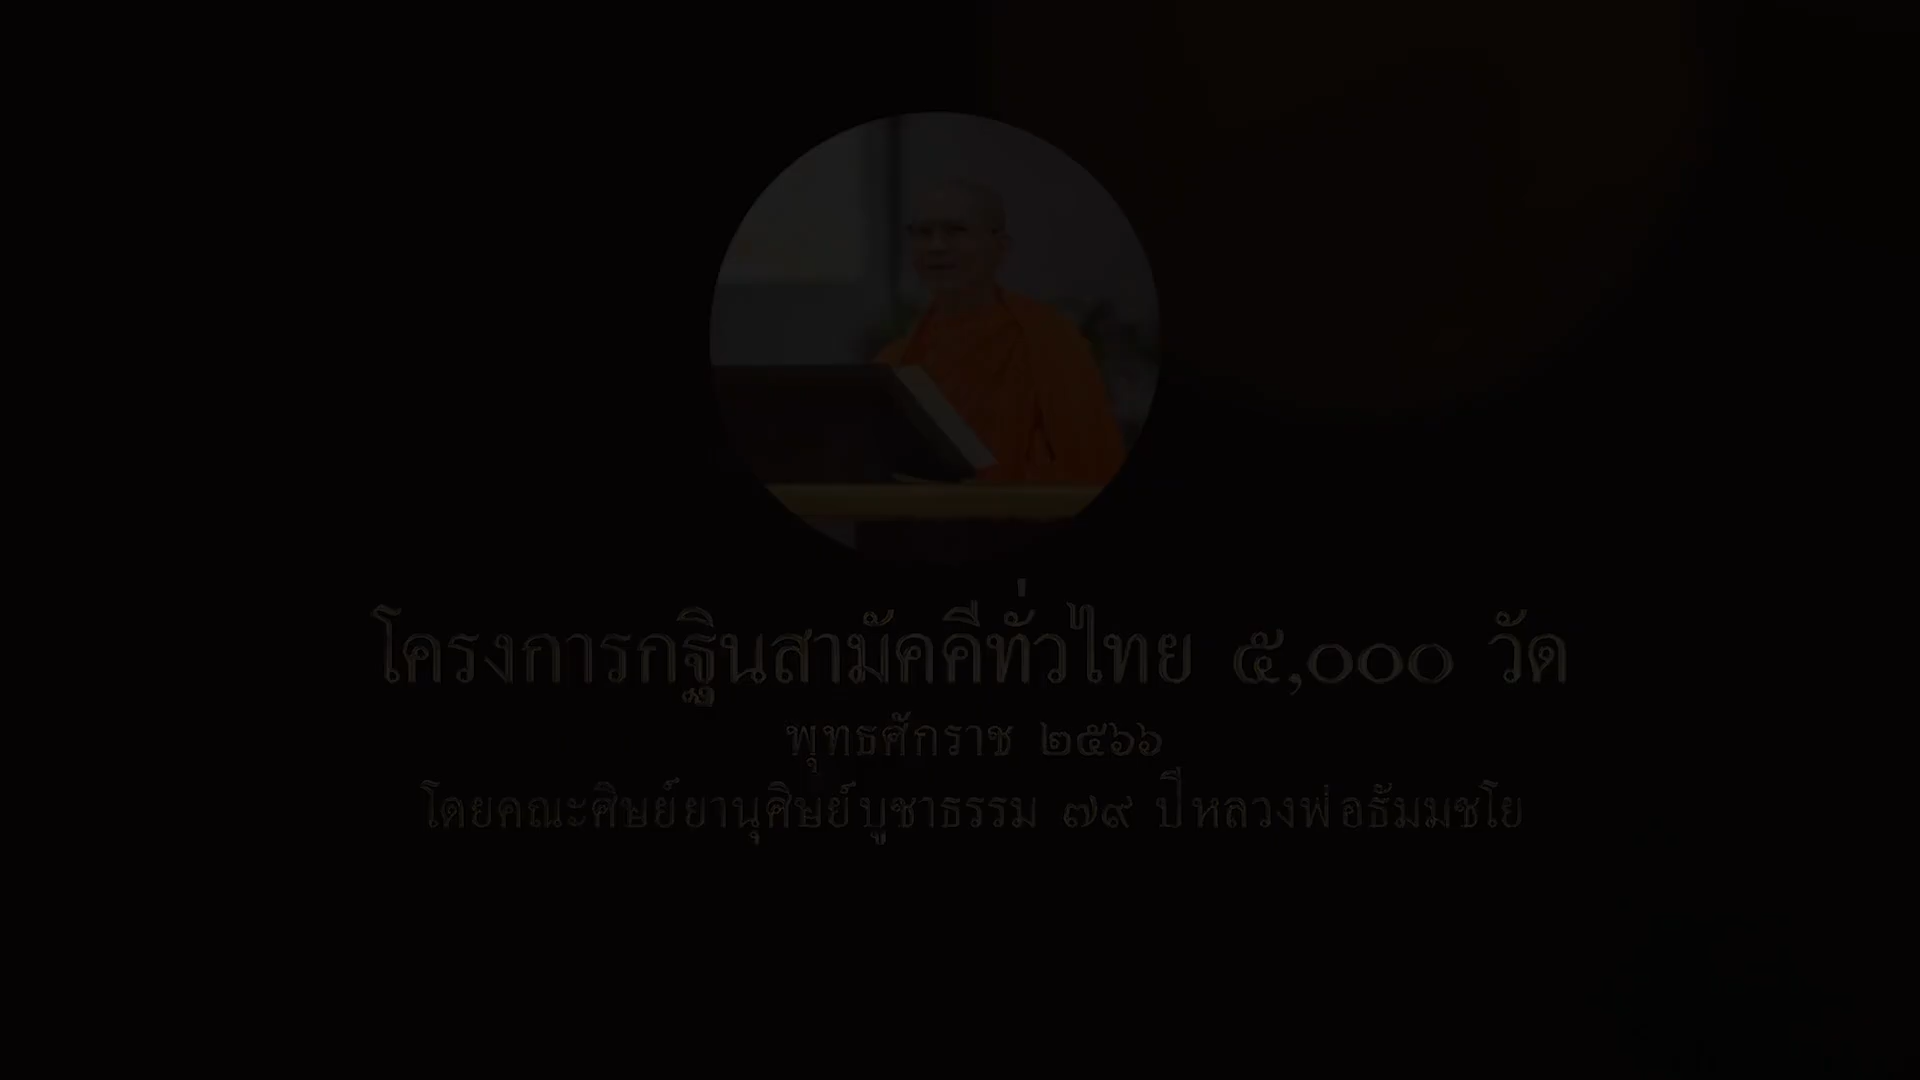 โครงการกฐินสามัคคีทั่วไทย ๕,๐๐๐ วัด
พุทธศักราช ๒๕๖๖
โดยคณะศิษย์ยานุศิษย์บูชาธรรม ๗๙ ปีหลวงพ่อธัมมชโย